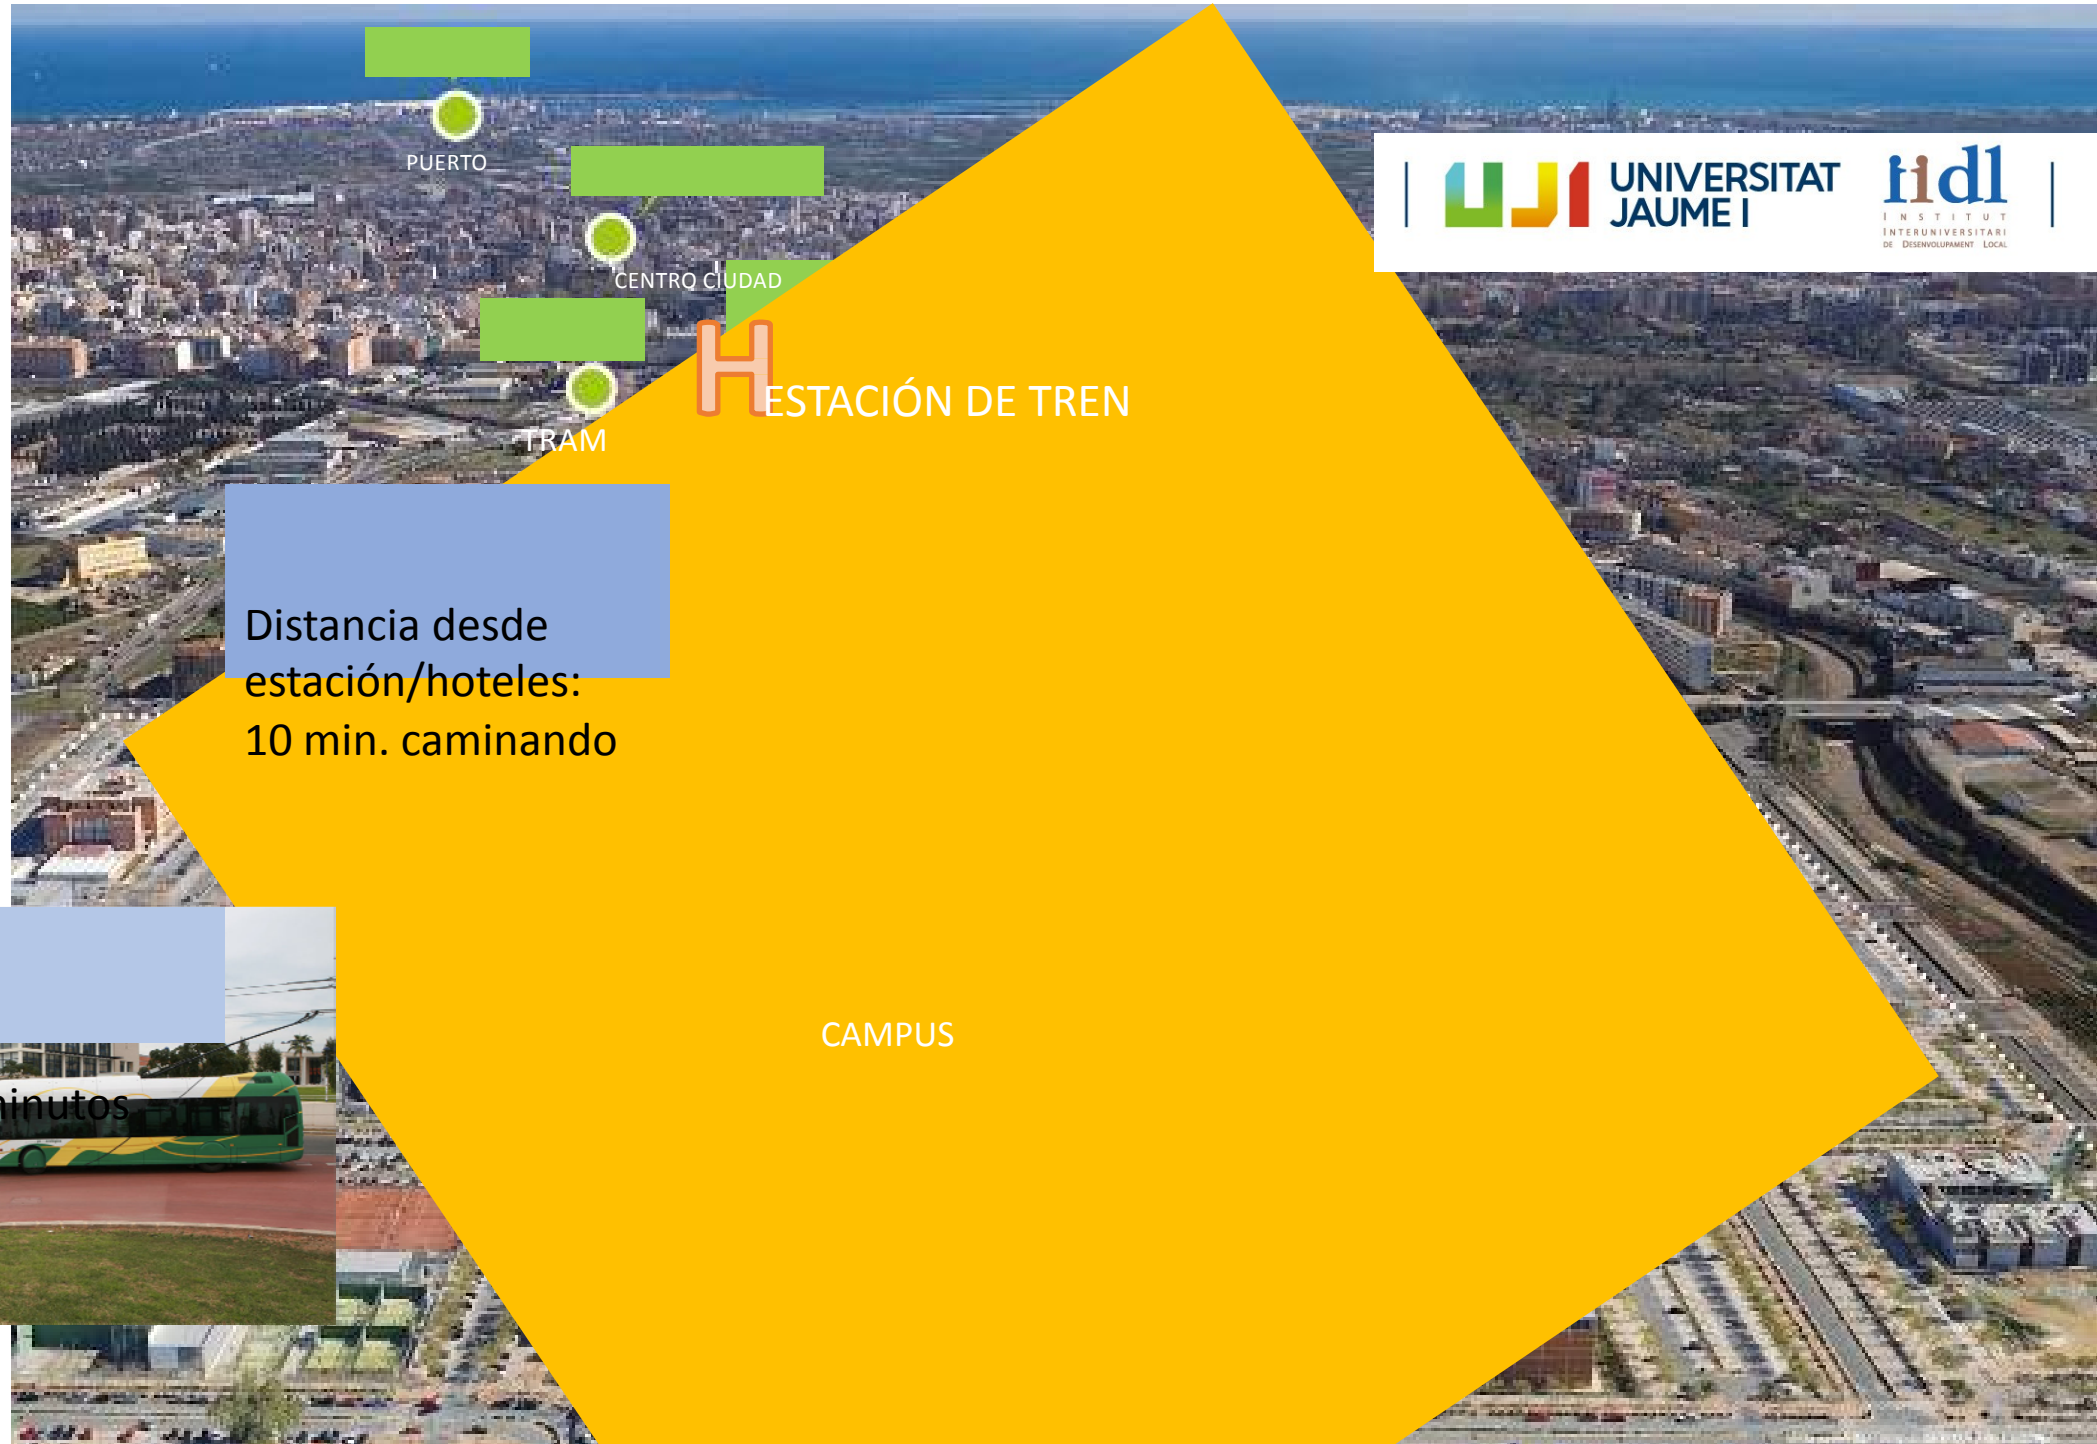 PUERTO
UNIVERSITAT
JAUME I
iidl
INSTITUT
INTERUNIVERSITARI
DE DESENVOLUPAMENT LOCAL
CENTRO CIUDAD
H
ESTACIÓN DE TREN
TRAM
Distancia desde
estación/hoteles:
10 min. caminando
CAMPUS
minutos